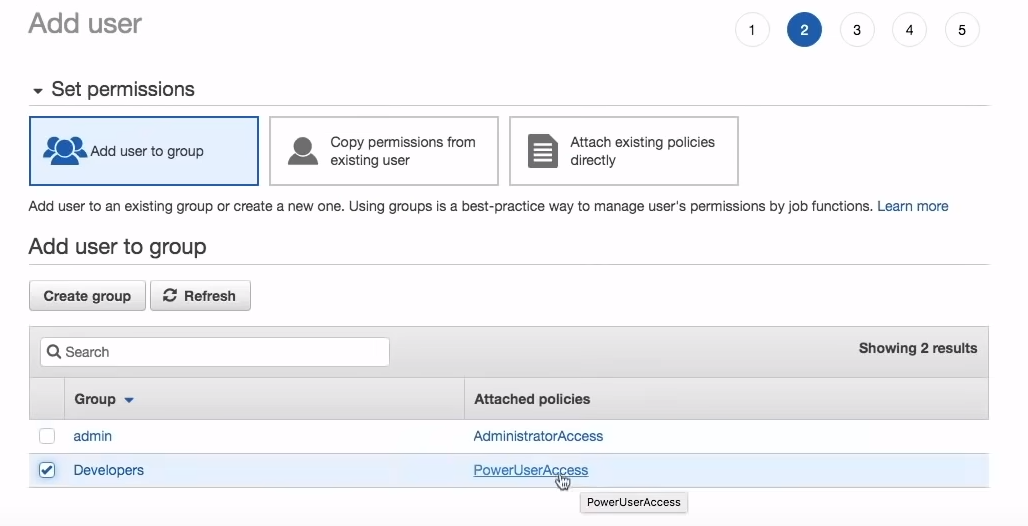 Add user
1 2 3 4 5
Set permissions
Add user to group
Copy permissions from
existing user
Attach existing policies
directly
Add user to an existing group or create a new one. Using groups is a best-practice way to manage user's permissions by job functions. Learn more
Add user to group
Create group Refresh
Search
Showing 2 results
Group Attached policies
admin AdministratorAccess
Developers PowerUserAccess
PowerUserAccess